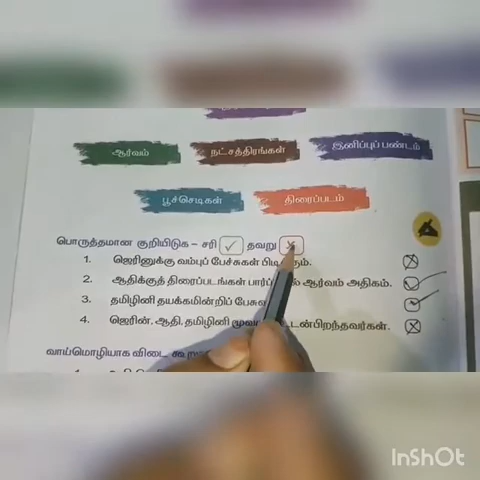 ஆர்வம்
நட்சத்திரங்கள்
இனிப்புப் பண்டம்
பூச்செடிகள்
திரைப்படம்
பொருத்தமான குறியிடுக – சரி ✓ தவறு ✗
1. ஜெரினுக்கு வம்புப் பேச்சுகள் ✗
2. ஆதிக்குத் திரைப்படங்கள் ஆர்வம் அதிகம். ✓
3. தமிழினி தயக்கமின்றிப் ✓
4. ஜெரின், ஆதி, தமிழினி ✗
வாய்மொழியாக விடை
InShOt